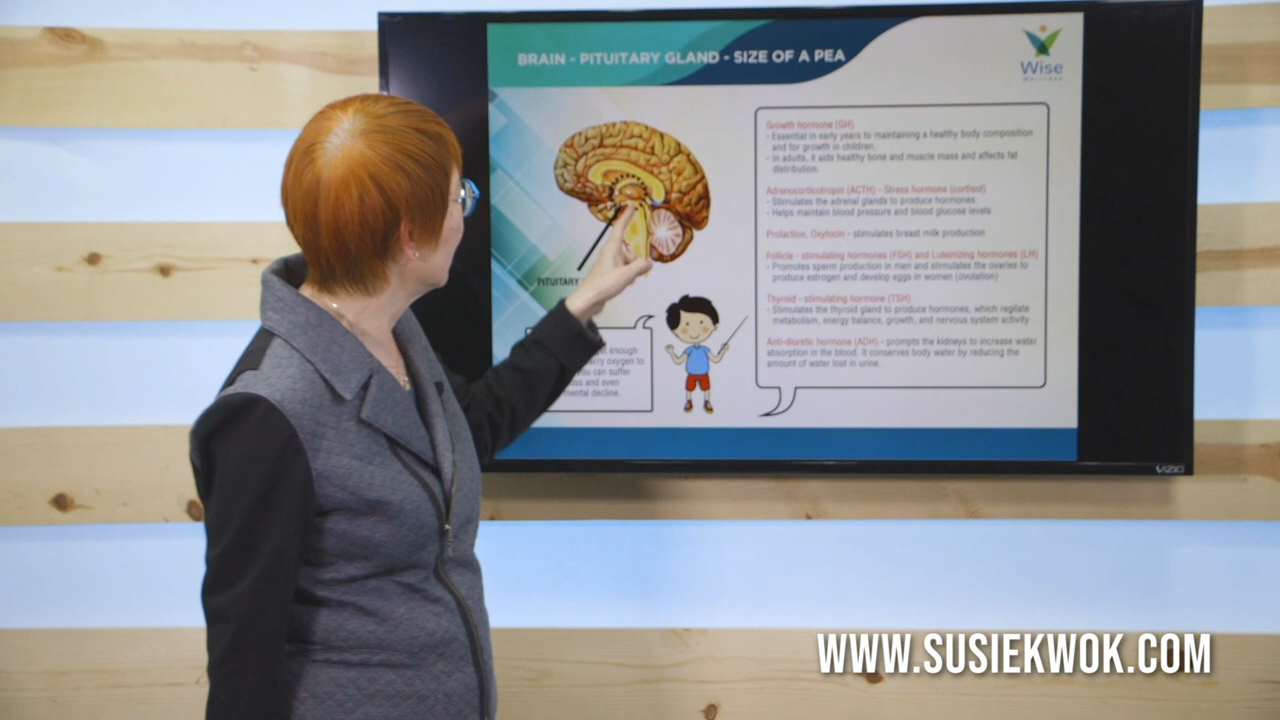 BRAIN - PITUITARY GLAND - SIZE OF A PEA
Wise
WELLNESS
Growth hormone (GH)
- Essential in early years to maintaining a healthy body composition
and for growth in children.
- In adults, it aids healthy bone and muscle mass and affects fat
distribution.
Adrenocorticotropin (ACTH) - Stress hormone (cortisol)
- Stimulates the adrenal glands to produce hormones
- Helps maintain blood pressure and blood glucose levels
Prolaction, Oxytocin - stimulates breast milk production
Follicle - stimulating hormones (FSH) and Luteinizing hormones (LH)
- Promotes sperm production in men and stimulates the ovaries to
produce estrogen and develop eggs in women (ovulation)
Thyroid - stimulating hormone (TSH)
- Stimulates the thyroid gland to produce hormones, which reglate
metabolism, energy balance, growth, and nervous system activity
Anti-diuretic hormone (ADH) - prompts the kidneys to increase water
absorption in the blood. It conserves body water by reducing the
amount of water lost in urine.
PITUITARY
enough
arry oxygen to
you can suffer
and even
mental decline.
VIZIO
WWW.SUSIEKWOK.COM